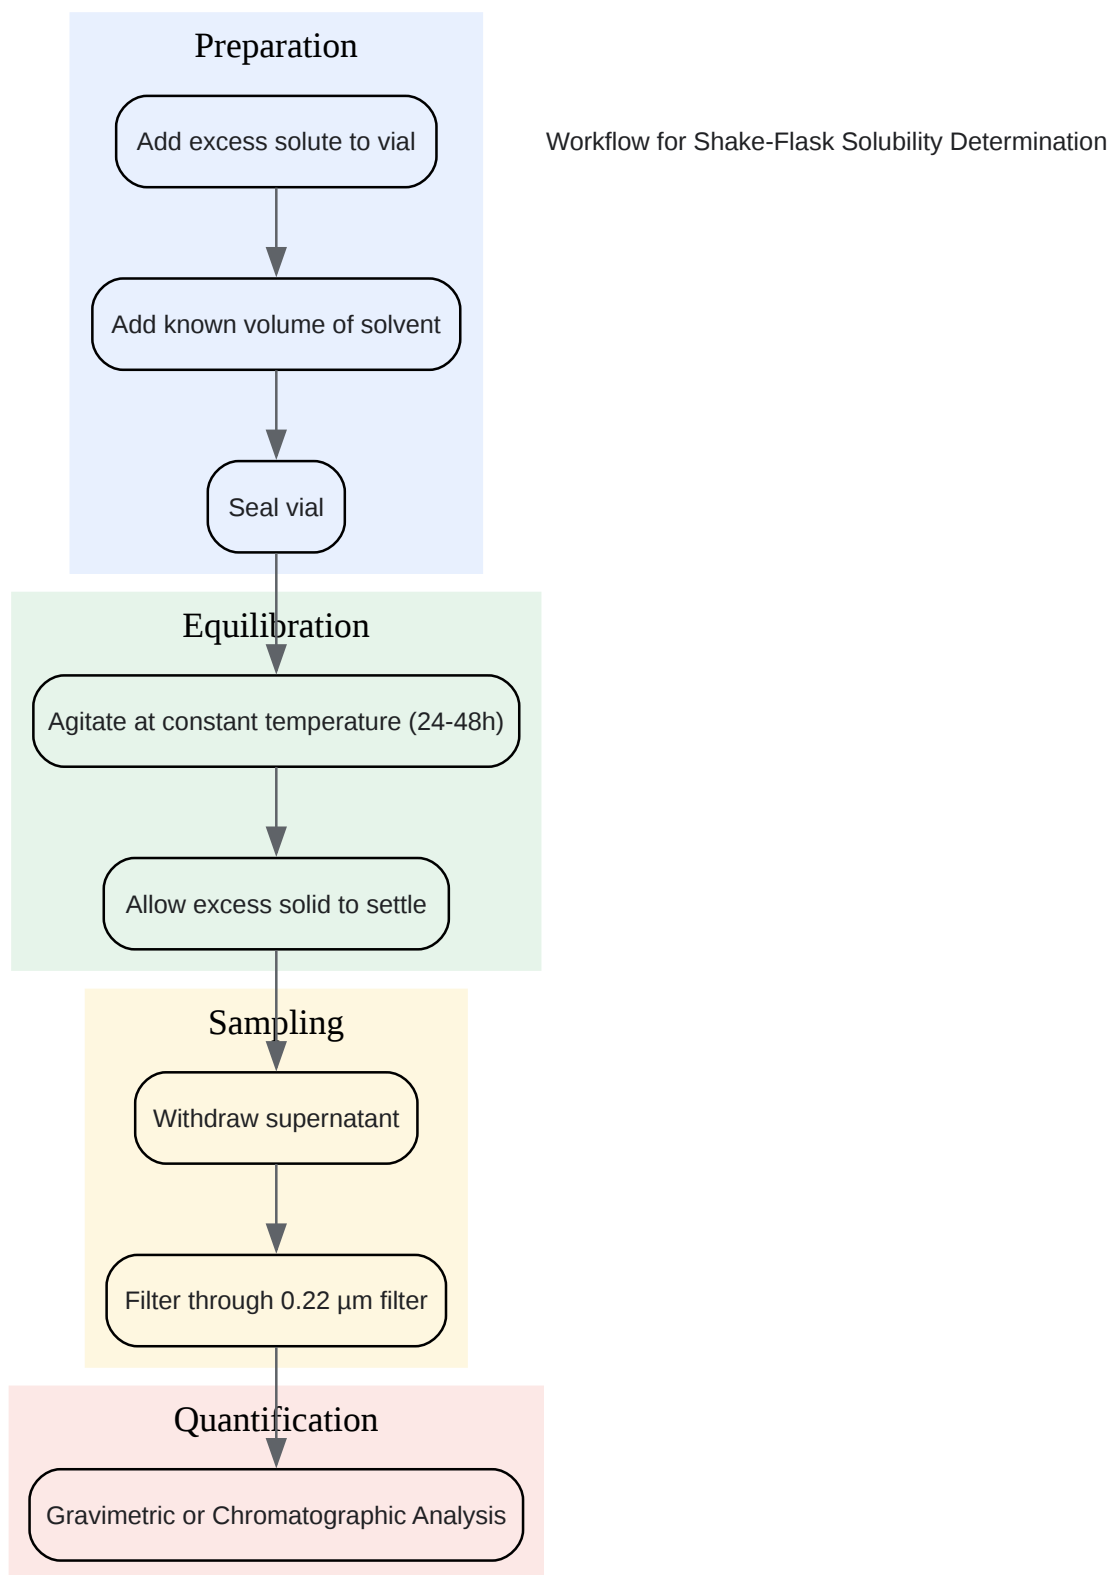 Preparation
Add excess solute to vial
Workflow for Shake-Flask Solubility Determination
Add known volume of solvent
Seal vial
Equilibration
Agitate at constant temperature (24-48h)
Allow excess solid to settle
Sampling
Withdraw supernatant
Filter through 0.22 µm filter
Quantification
Gravimetric or Chromatographic Analysis